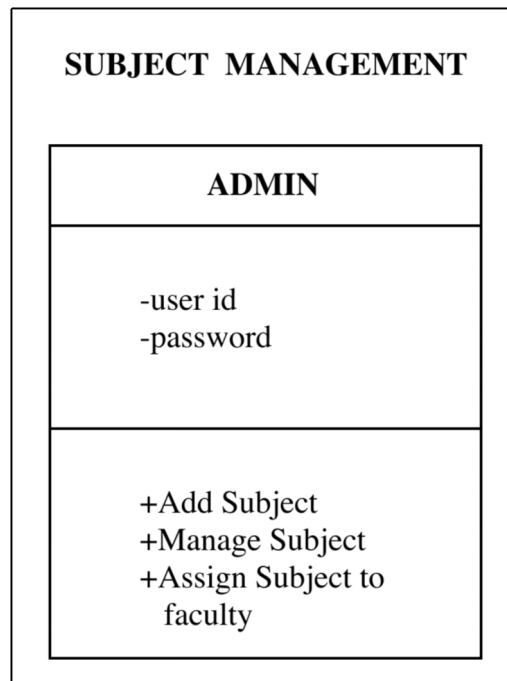 SUBJECT MANAGEMENT
ADMIN
-user id
-password
+Add Subject
+Manage Subject
+Assign Subject to
faculty